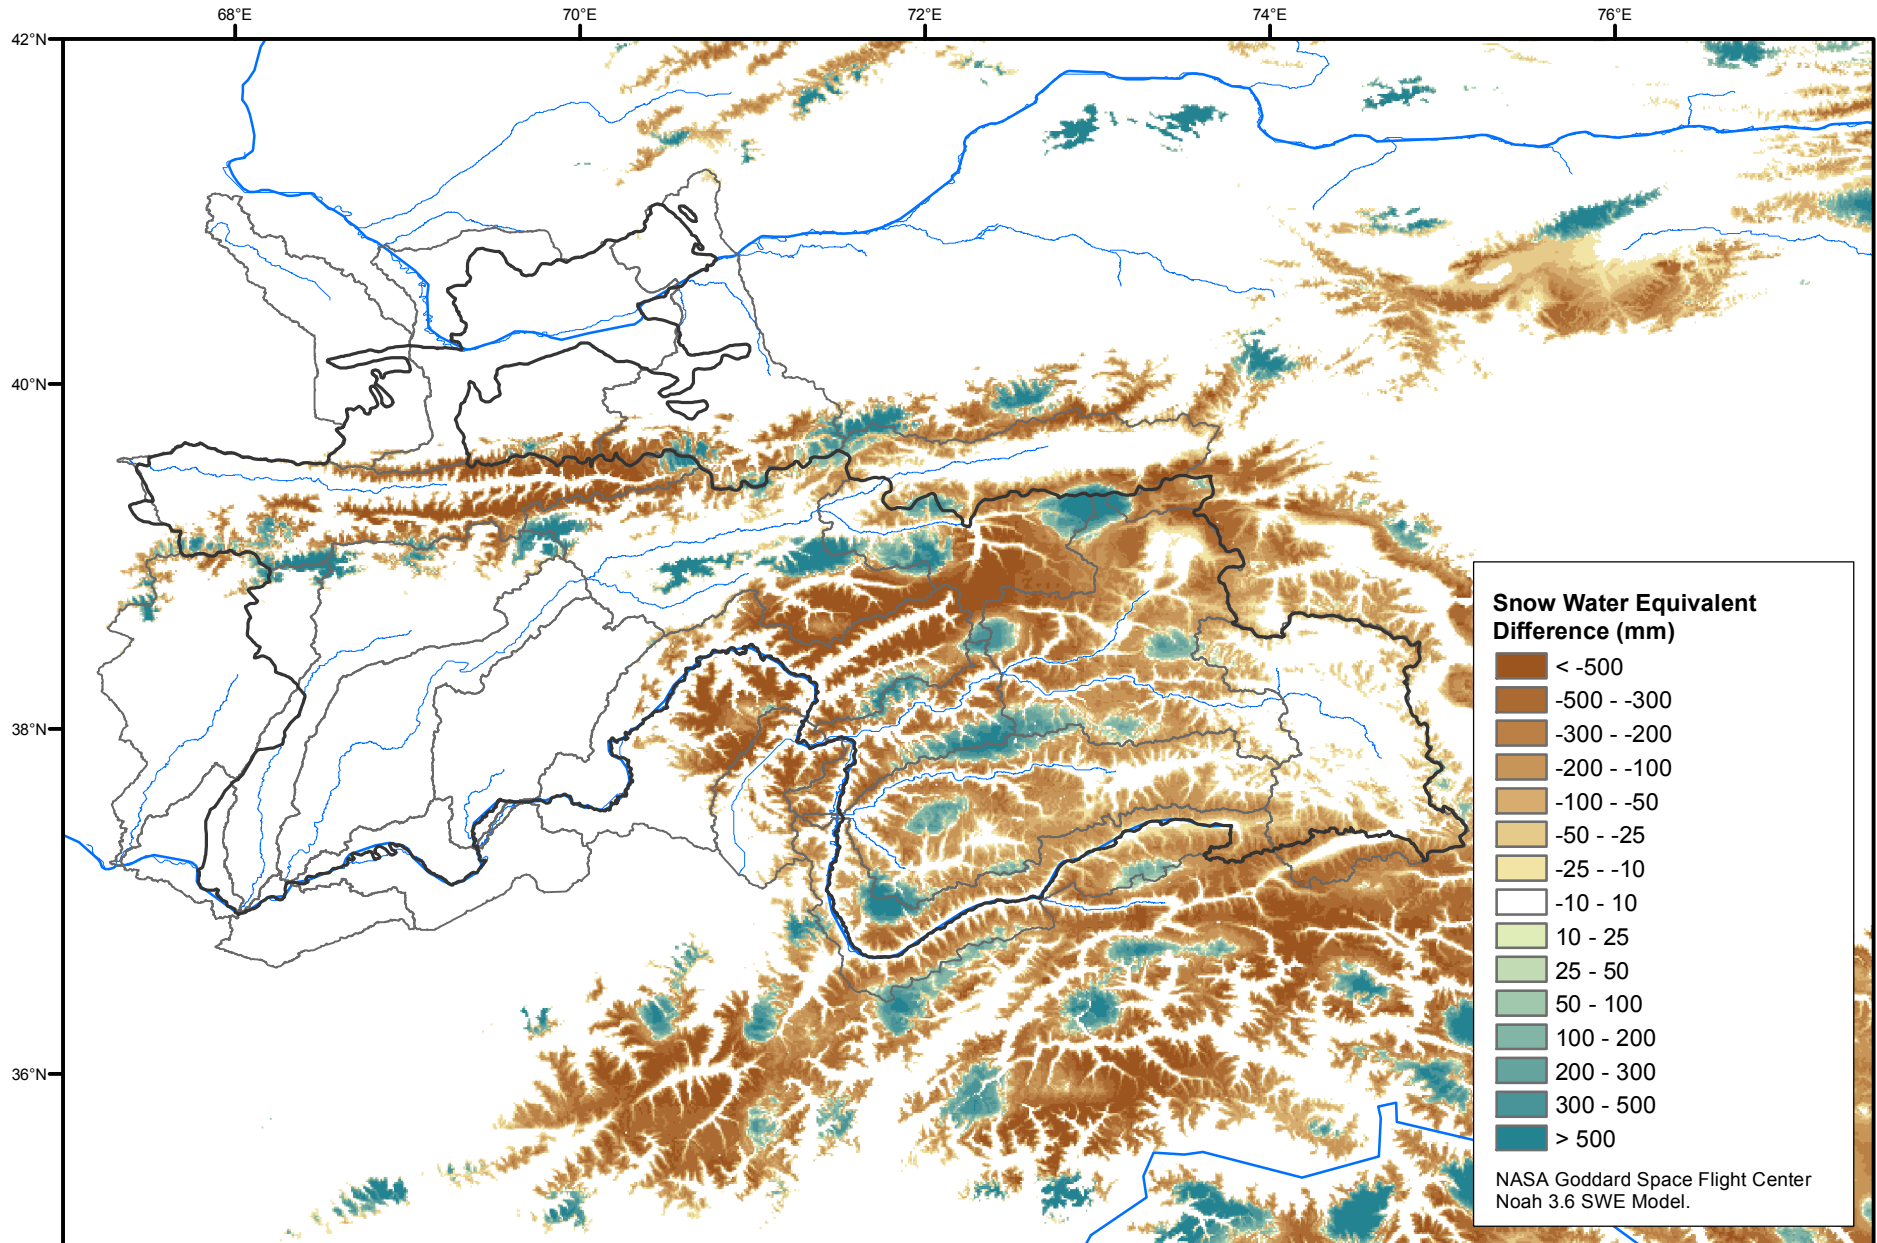 68°E
70°E
72°E
74°E
76°E
42°N
40°N
38°N
36°N
Snow Water Equivalent
Difference (mm)
< -500
-500 - -300
-300 - -200
-200 - -100
-100 - -50
-50 - -25
-25 - -10
-10 - 10
10 - 25
25 - 50
50 - 100
100 - 200
200 - 300
300 - 500
> 500
NASA Goddard Space Flight Center
Noah 3.6 SWE Model.